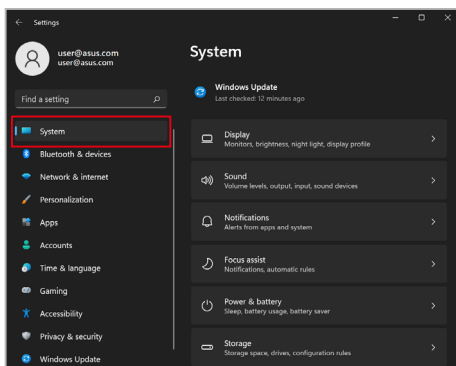 Settings
user@asus.com
user@asus.com
Find a setting
System
Bluetooth & devices
Network & internet
Personalization
Apps
Accounts
Time & language
Gaming
Accessibility
Privacy & security
Windows Update
System
Windows Update
Last checked: 12 minutes ago
Display
Monitors, brightness, night light, display profile
Sound
Volume levels, output, input, sound devices
Notifications
Alerts from apps and system
Focus assist
Notifications, automatic rules
Power & battery
Sleep, battery usage, battery saver
Storage
Storage space, drives, configuration rules